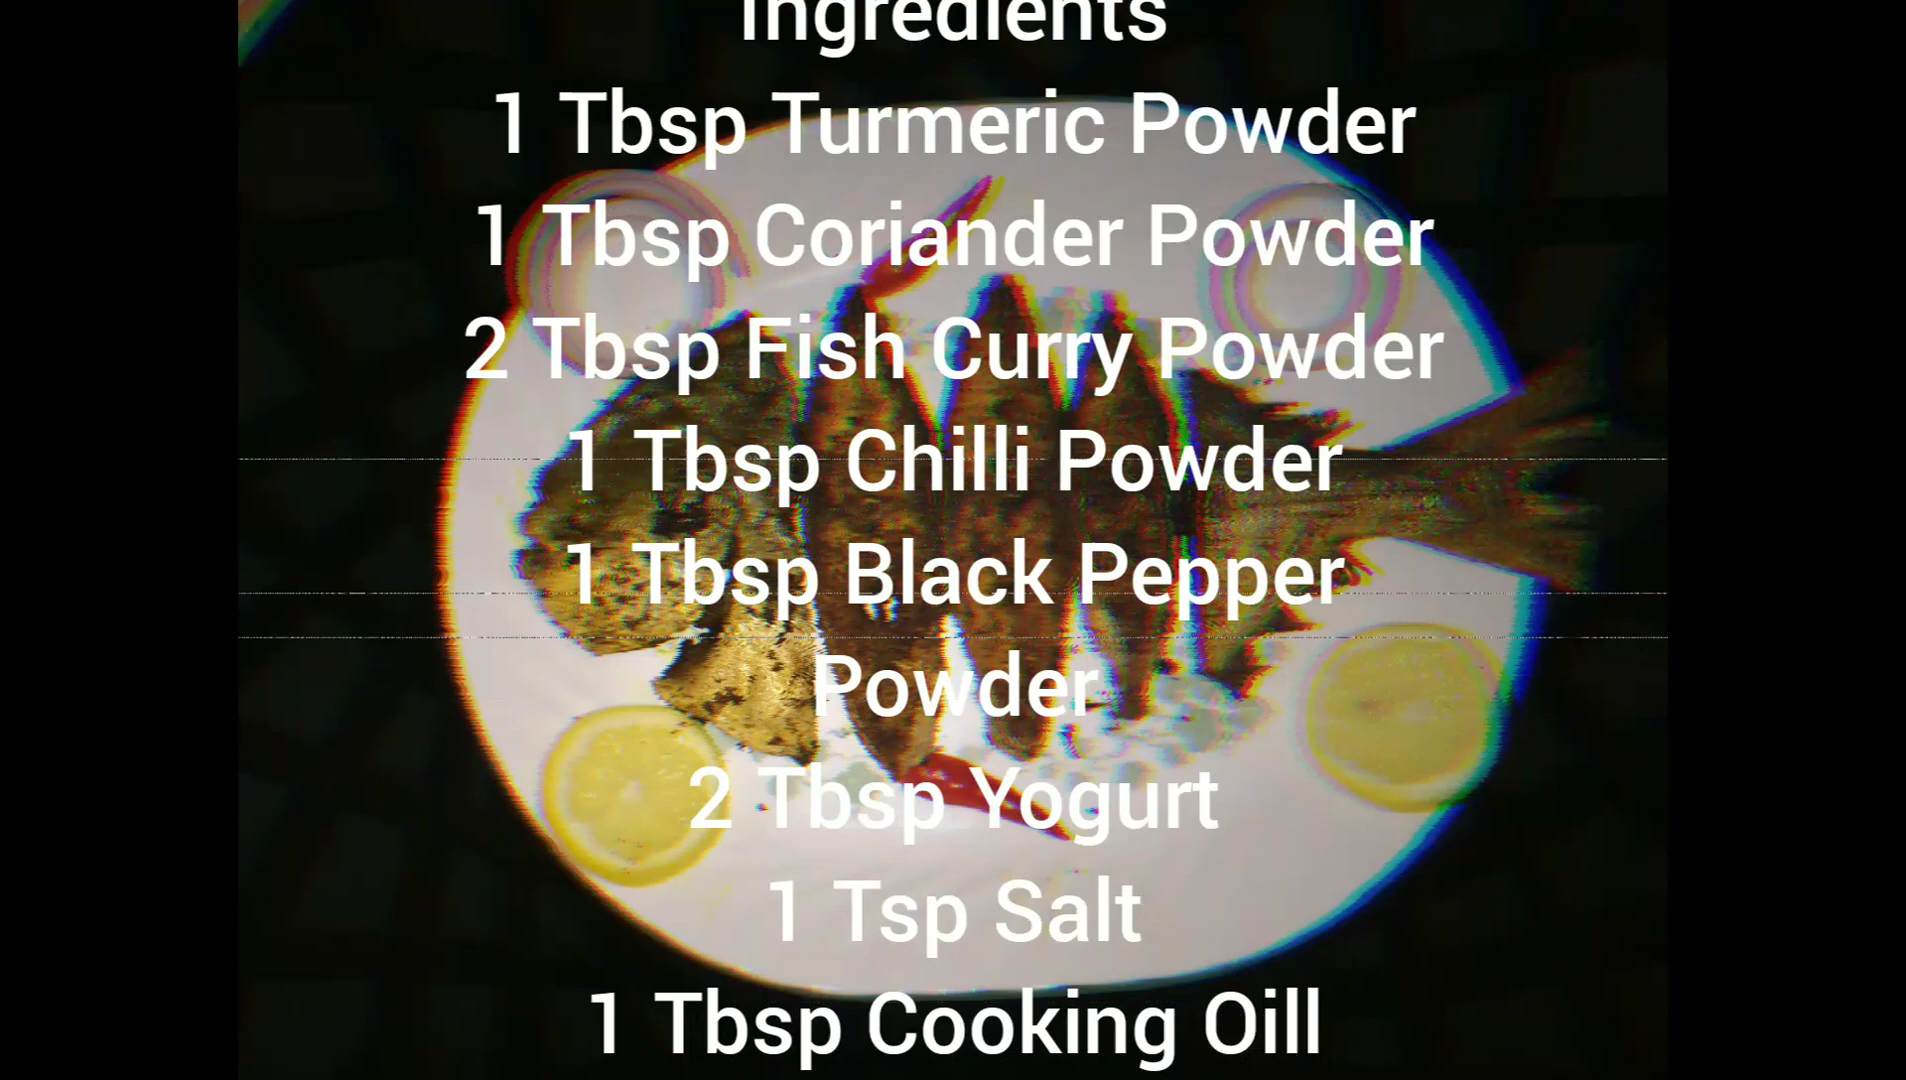 Ingredients
1 Tbsp Turmeric Powder
1 Tbsp Coriander Powder
2 Tbsp Fish Curry Powder
1 Tbsp Chilli Powder
1 Tbsp Black Pepper
Powder
2 Tbsp Yogurt
1 Tsp Salt
1 Tbsp Cooking Oill